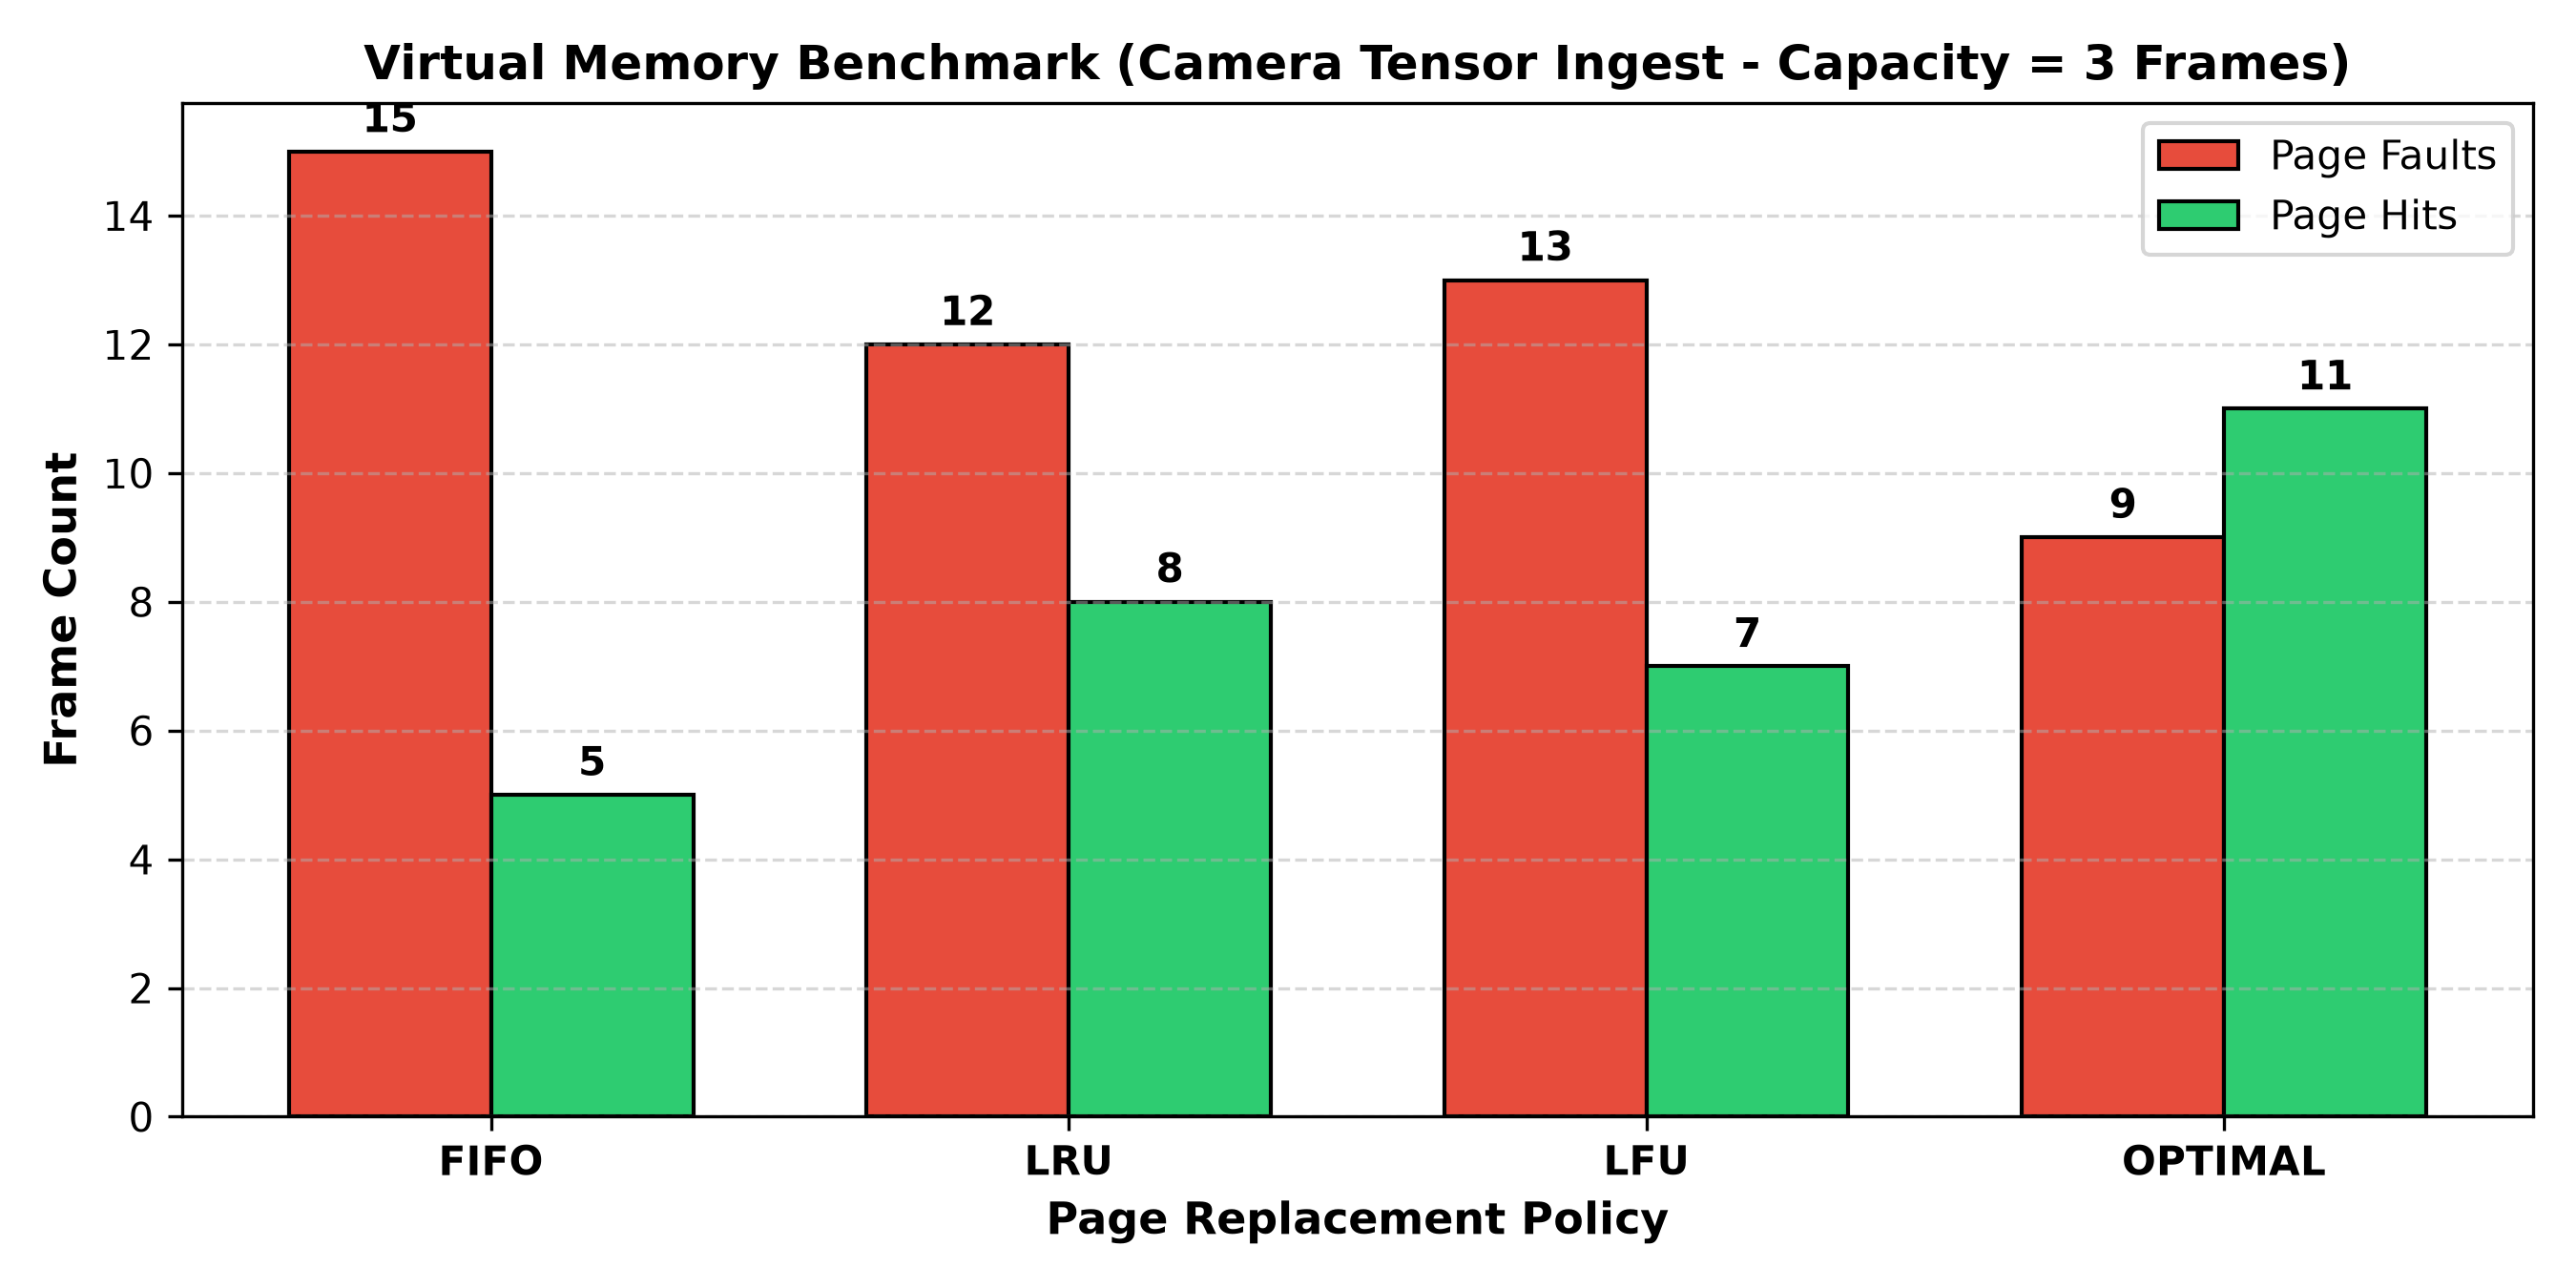 Virtual Memory Benchmark (Camera Tensor Ingest - Capacity = 3 Frames)
Page Faults
Page Hits
15
5
12
8
13
7
9
11
14
12
10
8
6
4
2
0
Frame Count
FIFO LRU LFU OPTIMAL
Page Replacement Policy